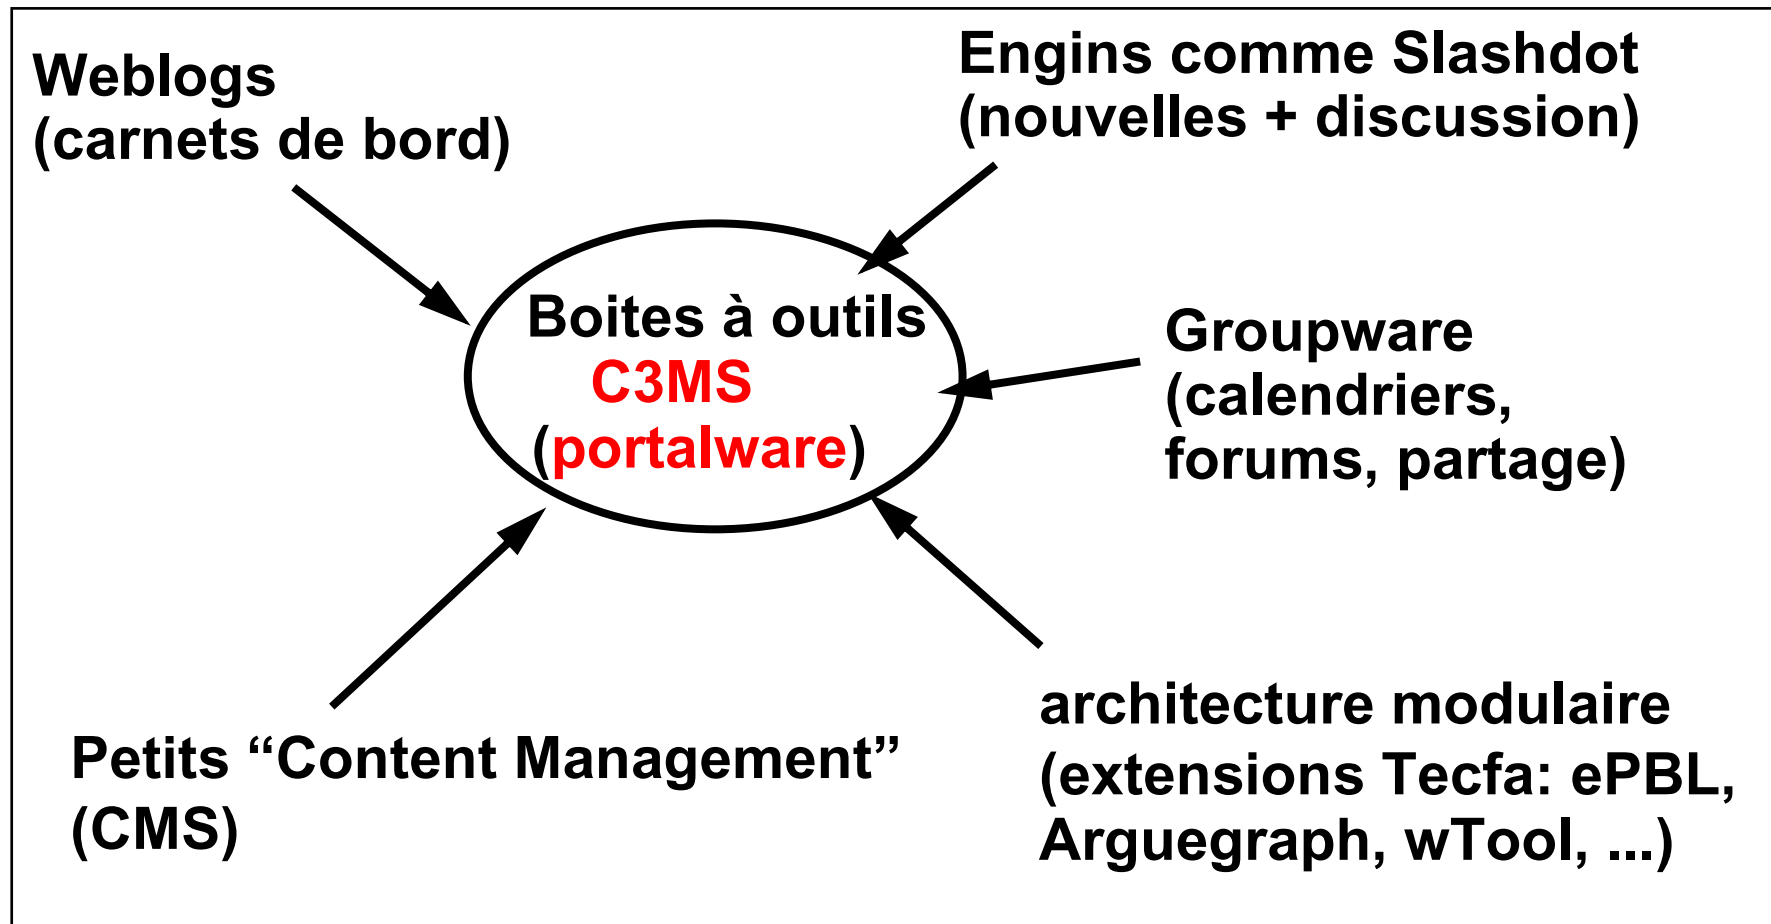 Weblogs
(carnets de bord)
Engins comme Slashdot
(nouvelles + discussion)
Boites à outils
C3MS
(portalware)
Groupware
(calendriers,
forums, partage)
Petits “Content Management”
(CMS)
architecture modulaire
(extensions Tecfa: ePBL,
Arguegraph, wTool, ...)